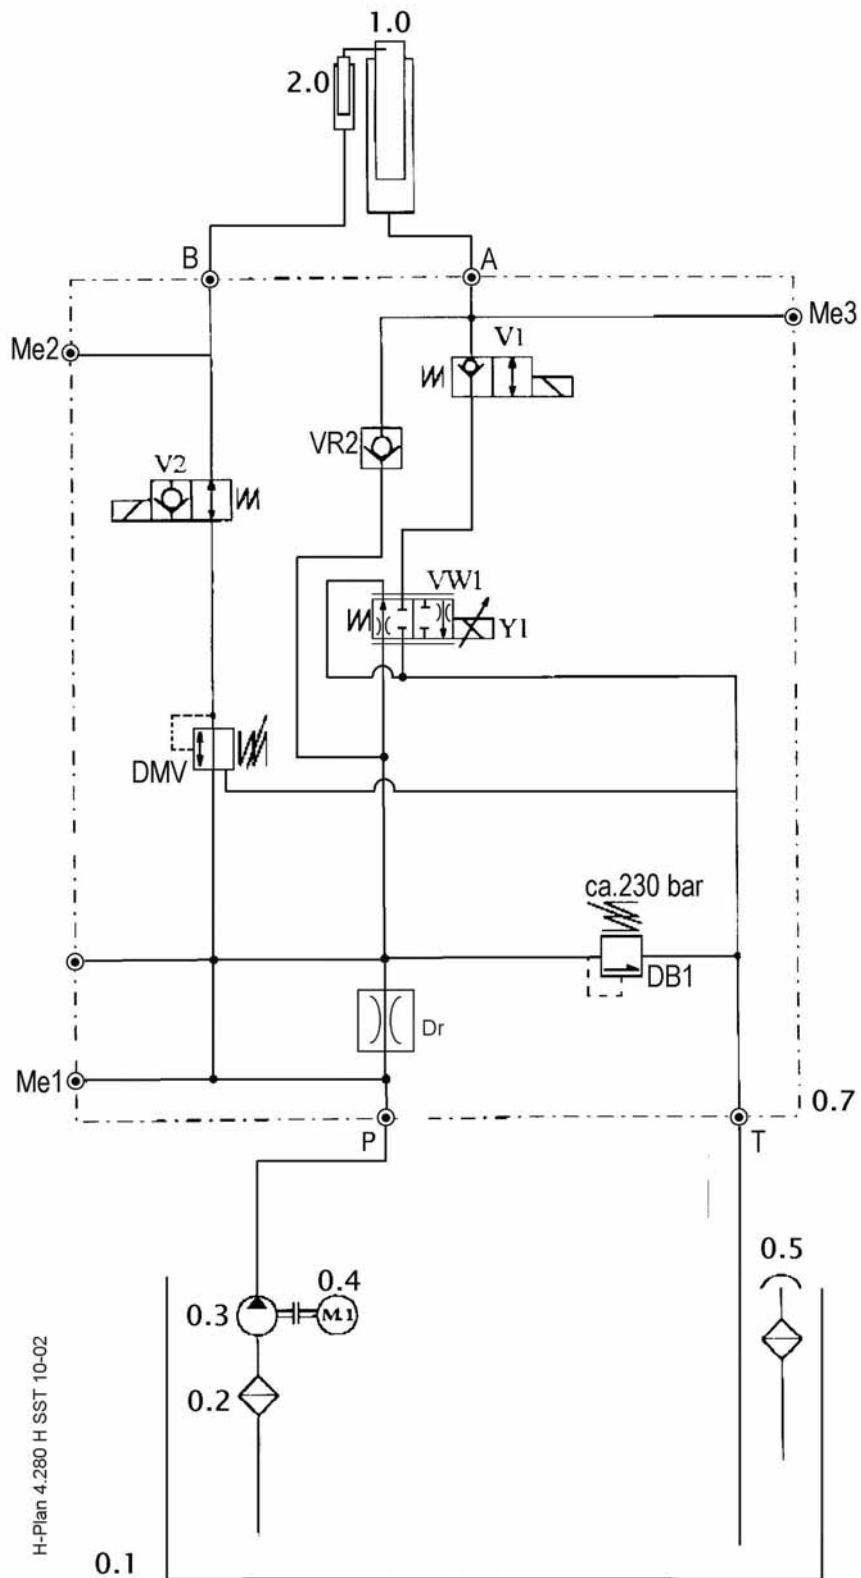 1.0
2.0
B
A
Me2
Me3
V1
VR2
V2
VW1
Y1
DMV
ca.230 bar
DB1
Dr
Me1
0.7
P
T
0.5
0.4
0.3
M1
0.2
H-Plan 4.280 H SST 10-02
0.1